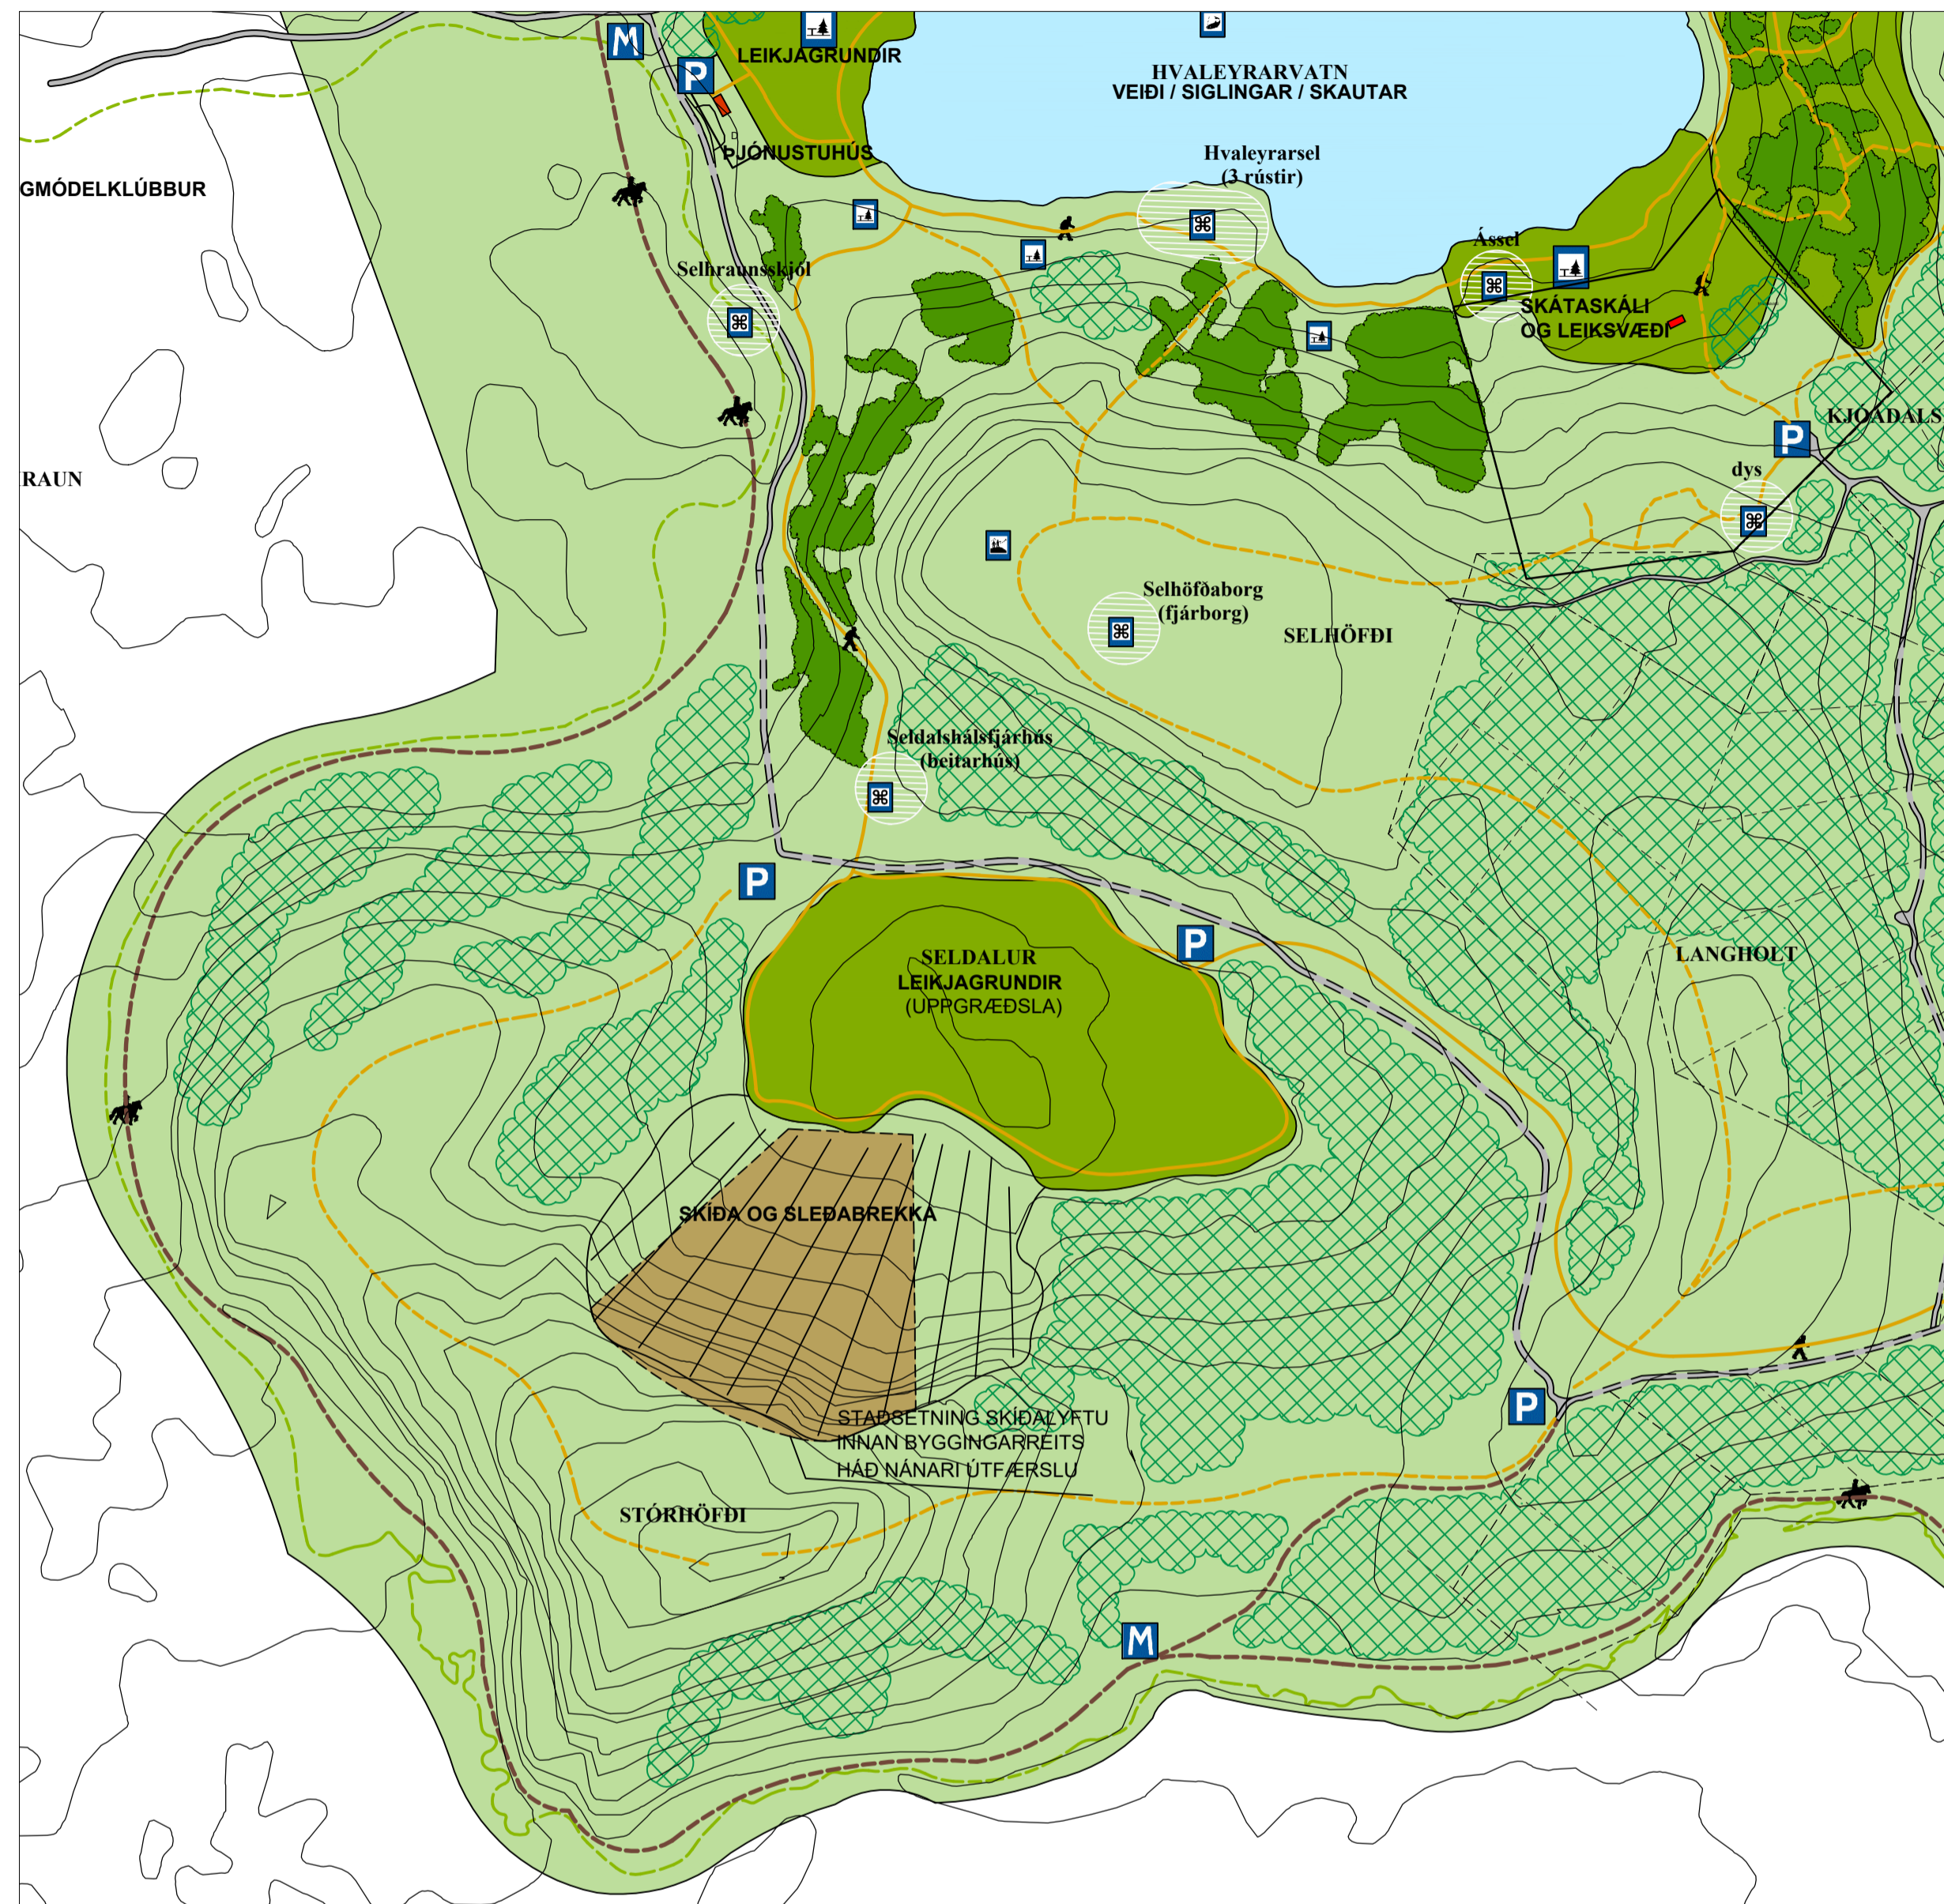 M
P
LEIKJAGRUNDIR
HVALEYRARVATN
VEIÐI / SIGLINGAR / SKAUTAR
ÞJÓNUSTUHÚS
Hvaleyrarsel
(3 rústir)
GMÓDELKLÚBBUR
Selhraunsskjól
Ássel
SKÁTASKÁLI
OG LEIKSVÆÐI
KJÓADALS
P
dys
RAUN
Selhöfðaborg
(fjárborg)
SELHÖFÐI
Seldalshálsfjárhús
(beitarhús)
P
P
SELDALUR
LEIKJAGRUNDIR
(UPPGRÆÐSLA)
LANGHOLT
SKÍÐA OG SLEÐABREKKA
P
STAÐSETNING SKÍÐALYFTU
INNAN BYGGINGARREITS
HÁÐ NÁNARI ÚTFÆRSLU
STÓRHÖFÐI
M